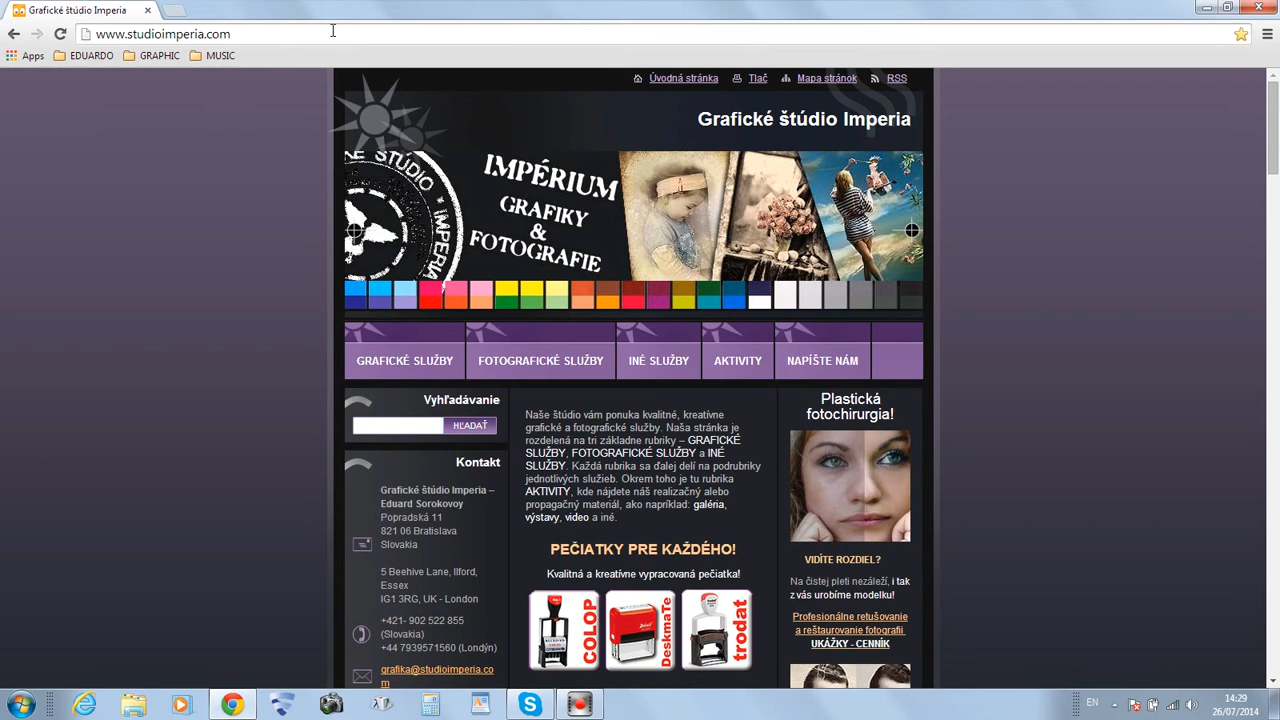 Grafické štúdio Imperia
www.studioimperia.com
Apps EDUARDO GRAPHIC MUSIC
Úvodná stránka Tlač Mapa stránok RSS
Grafické štúdio Imperia
KÉ ŠTÚDIO * IMPERIA
IMPÉRIUM
GRAFIKY
&
FOTOGRAFIE
GRAFICKÉ SLUŽBY FOTOGRAFICKÉ SLUŽBY INÉ SLUŽBY AKTIVITY NAPÍŠTE NÁM
Vyhľadávanie
HĽADAŤ
Kontakt
Grafické štúdio Imperia –
Eduard Sorokovoy
Popradská 11
821 06 Bratislava
Slovakia
5 Beehive Lane, Ilford,
Essex
IG1 3RG, UK - London
+421- 902 522 855
(Slovakia)
+44 7939571560 (Londýn)
grafika@studioimperia.co
m
Naše štúdio vám ponuka kvalitné, kreatívne
grafické a fotografické služby. Naša stránka je
rozdelená na tri základne rubriky – GRAFICKÉ
SLUŽBY, FOTOGRAFICKÉ SLUŽBY a INÉ
SLUŽBY. Každá rubrika sa ďalej delí na podrubriky
jednotlivých služieb. Okrem toho je tu rubrika
AKTIVITY, kde nájdete náš realizačný alebo
propagačný materiál, ako napríklad: galéria,
výstavy, video a iné.
PEČIATKY PRE KAŽDÉHO!
Kvalitná a kreatívne vypracovaná pečiatka!
COLOP
DeskmaTe
trodat
Plastická
fotochirurgia!
VIDÍTE ROZDIEL?
Na čistej pleti nezáleží, i tak
z vás urobíme modelku!
Profesionálne retušovanie
a reštaurovanie fotografií
UKÁŽKY - CENNÍK
EN
14:29
26/07/2014